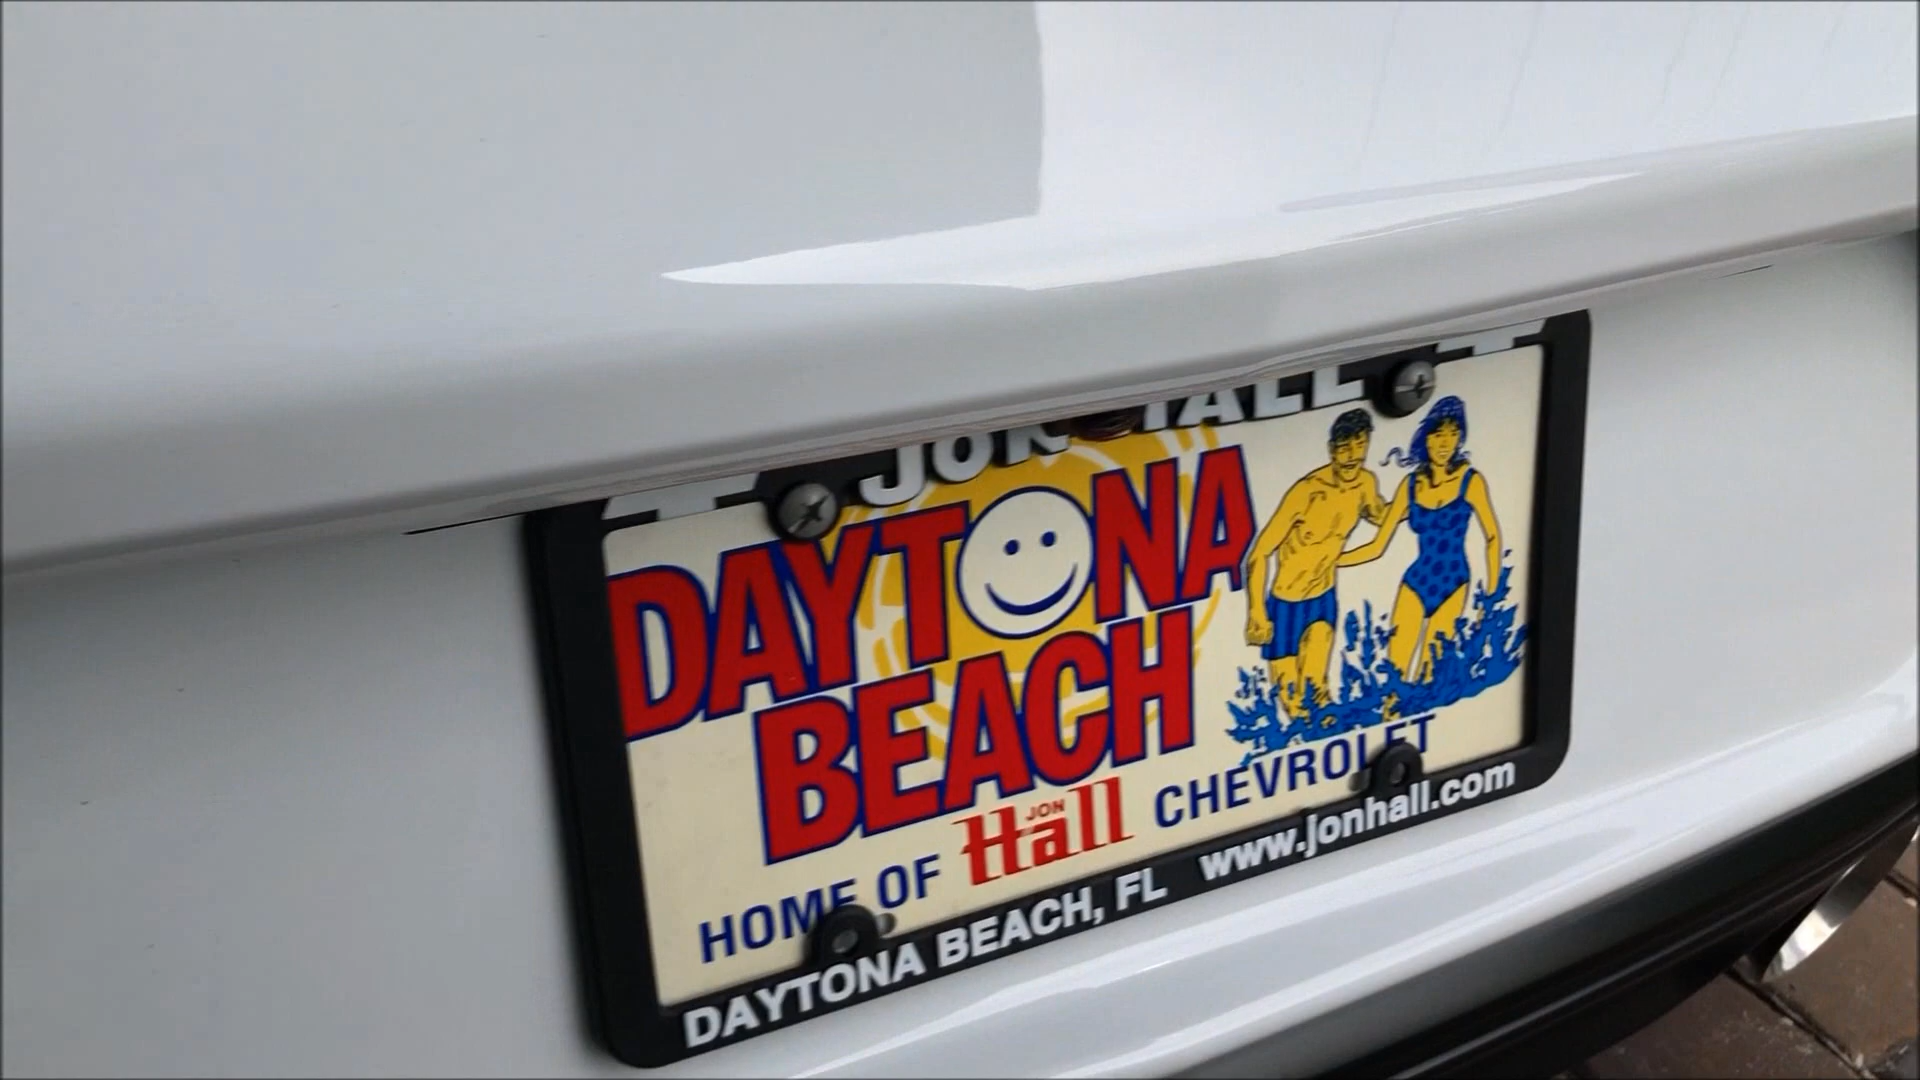 JON HALL
DAYTONA
BEACH
HOME OF JON Hall CHEVROLET
DAYTONA BEACH, FL www.jonhall.com